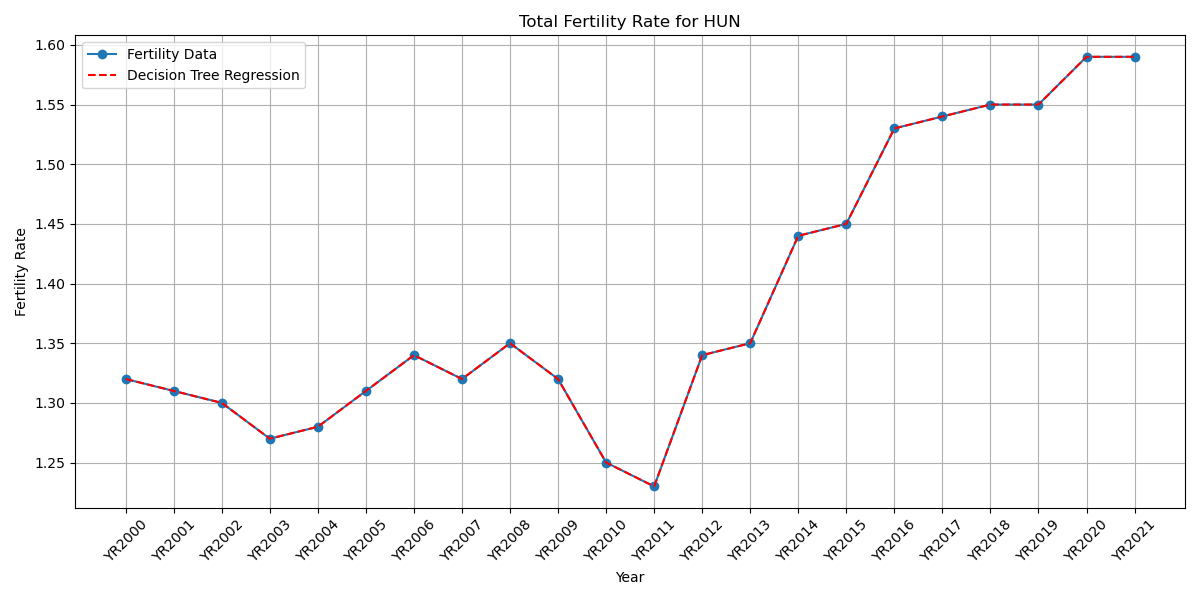 Total Fertility Rate for HUN
Fertility Data
Decision Tree Regression
Fertility Rate
1.60
1.55
1.50
1.45
1.40
1.35
1.30
1.25
YR2000
YR2001
YR2002
YR2003
YR2004
YR2005
YR2006
YR2007
YR2008
YR2009
YR2010
YR2011
YR2012
YR2013
YR2014
YR2015
YR2016
YR2017
YR2018
YR2019
YR2020
YR2021
Year